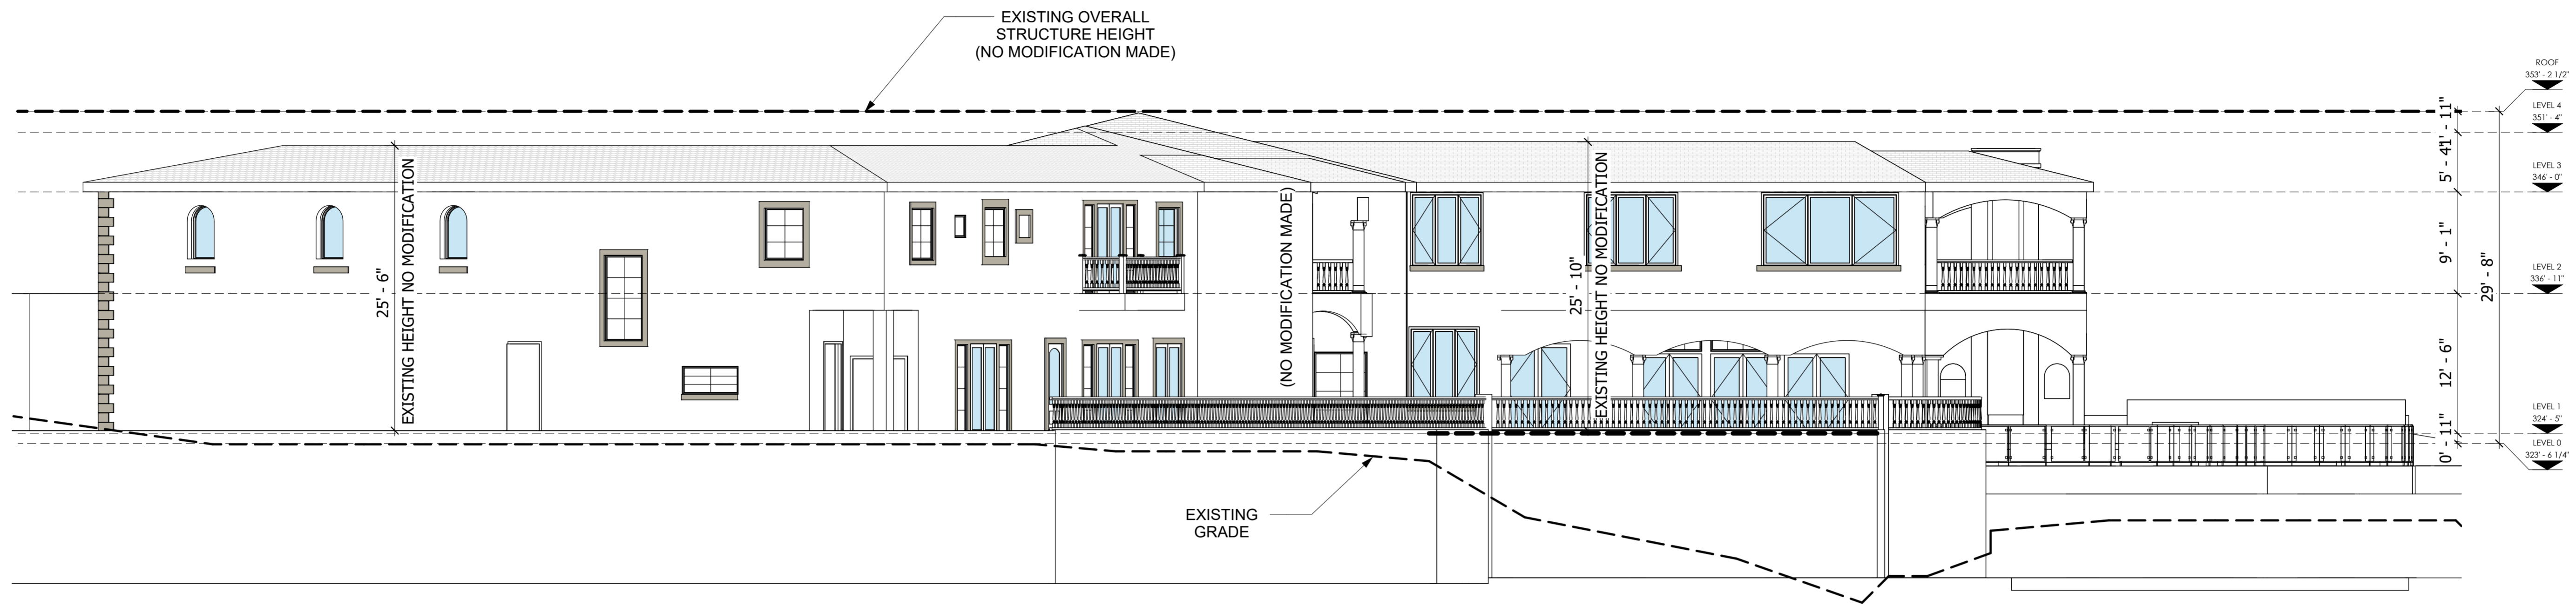 EXISTING OVERALL
STRUCTURE HEIGHT
(NO MODIFICATION MADE)
ROOF
353' - 2 1/2"
LEVEL 4
351' - 4"
LEVEL 3
346' - 0"
LEVEL 2
336' - 11"
LEVEL 1
324' - 5"
LEVEL 0
323' - 6 1/4"
1' - 11"
5' - 4"
9' - 1"
12' - 6"
0' - 11"
29' - 8"
25' - 6"
EXISTING HEIGHT NO MODIFICATION
(NO MODIFICATION MADE)
25' - 10"
EXISTING HEIGHT NO MODIFICATION
EXISTING
GRADE